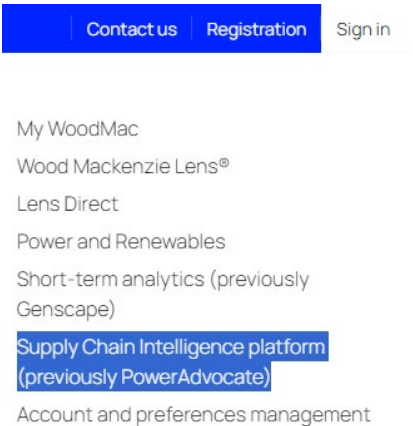 Contact us Registration Sign in
My WoodMac
Wood Mackenzie Lens®
Lens Direct
Power and Renewables
Short-term analytics (previously
Genscape)
Supply Chain Intelligence platform
(previously PowerAdvocate)
Account and preferences management